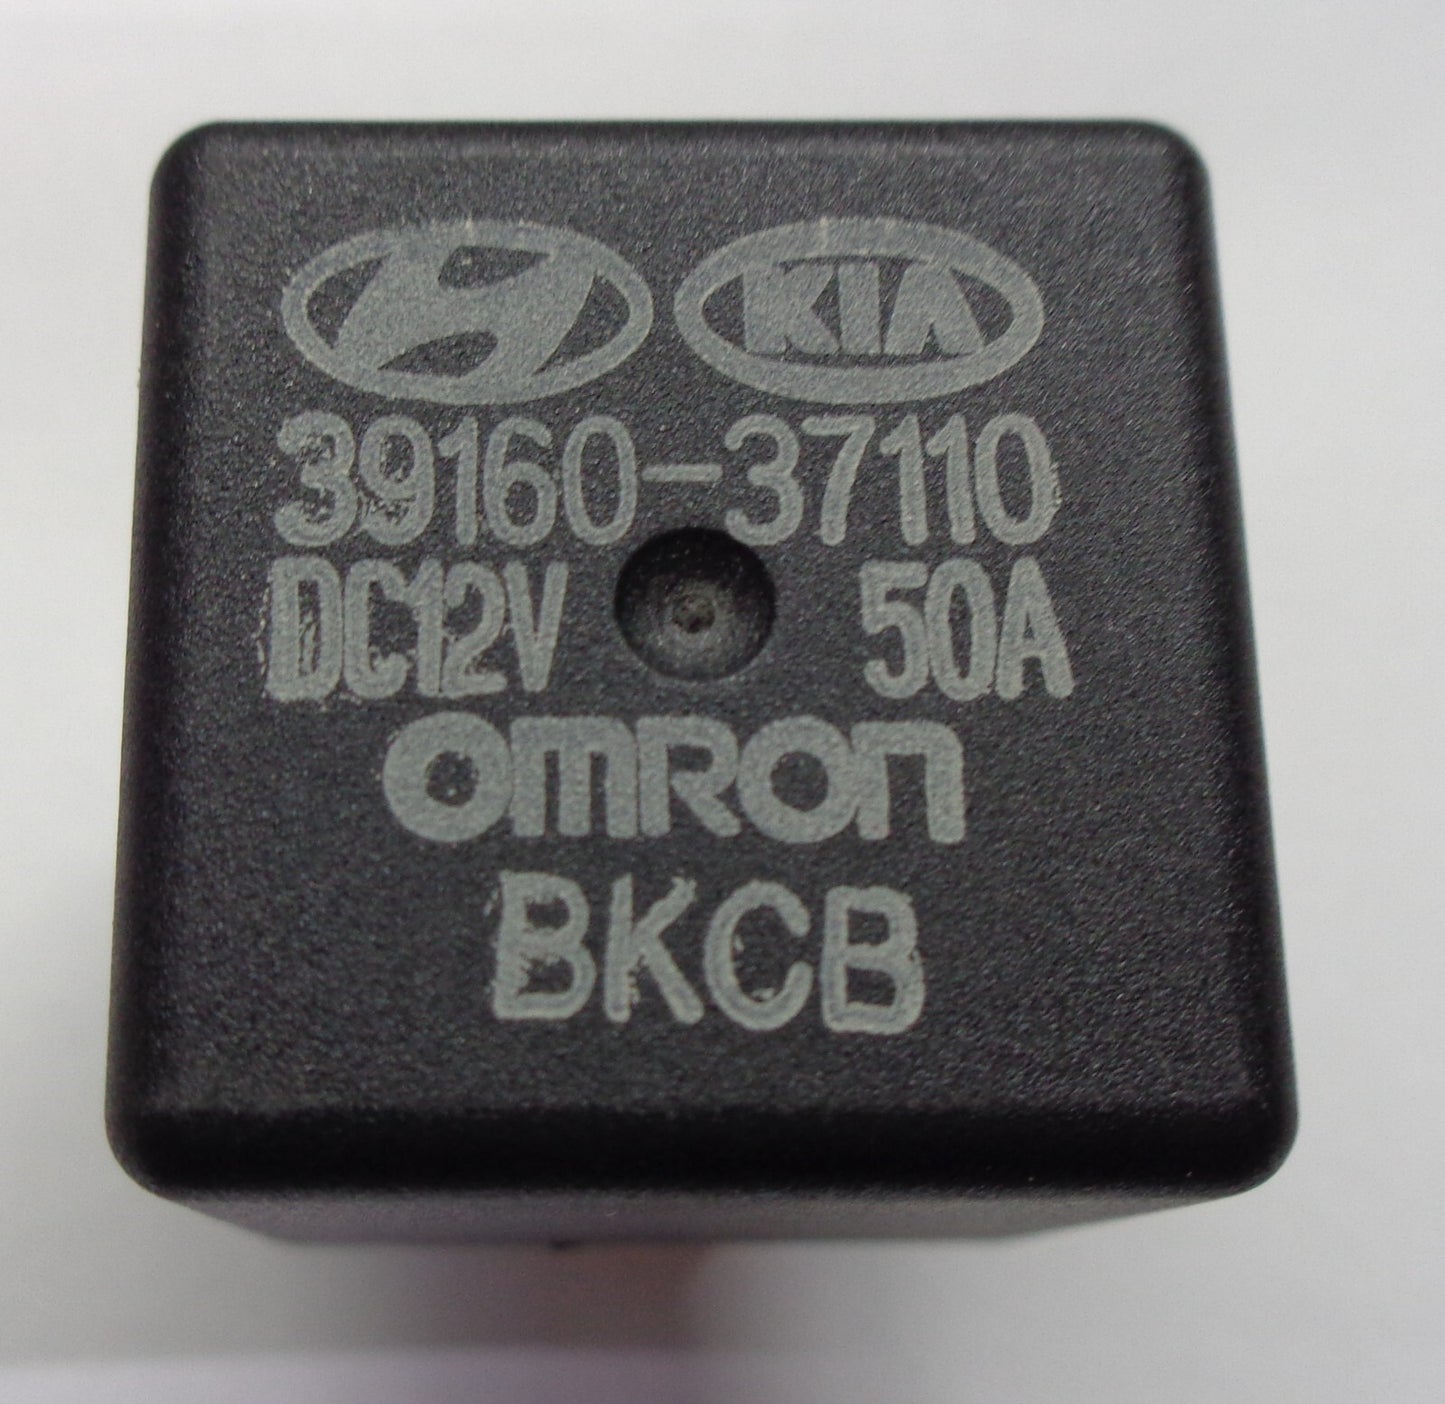 KIA
39160-37110
DC12V 50A
omron
BKCB